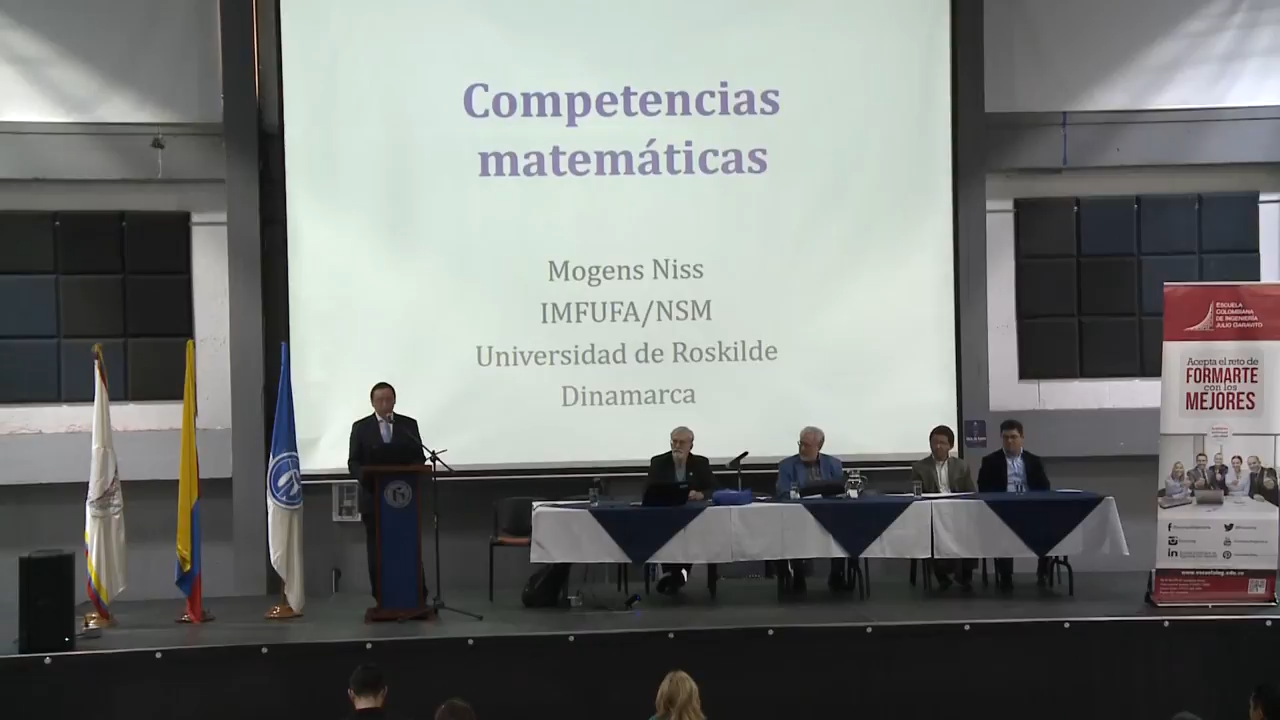 Competencias
matemáticas
Mogens Niss
IMFUFA/NSM
Universidad de Roskilde
Dinamarca
ESCUELA
COLOMBIANA
DE INGENIERÍA
JULIO GARAVITO
Acepta el reto de
FORMARTE
con los
MEJORES